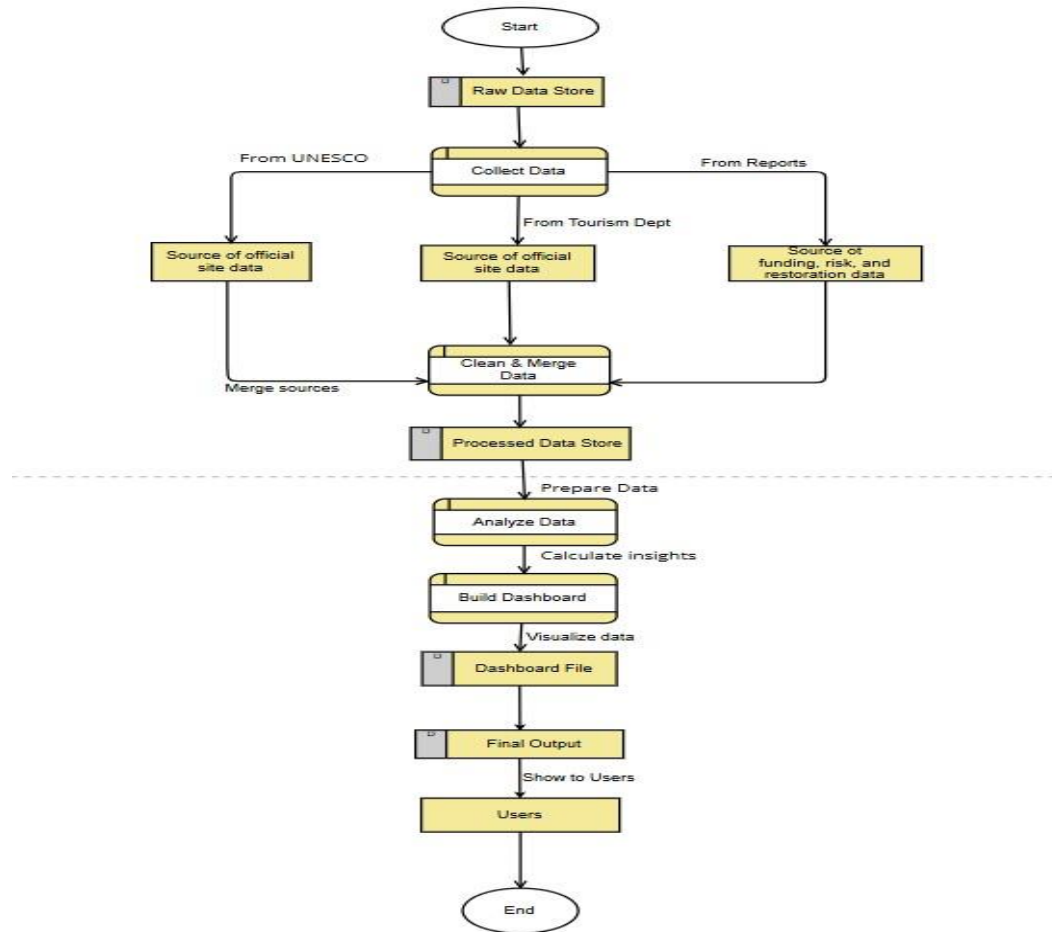 Start
D
Raw Data Store
From UNESCO
Collect Data
From Reports
From Tourism Dept
Source of official
site data
Source of official
site data
Source of
funding, risk, and
restoration data
Clean & Merge
Data
Merge sources
D
Processed Data Store
Prepare Data
Analyze Data
Calculate insights
Build Dashboard
Visualize data
D
Dashboard File
D
Final Output
Show to Users
Users
End